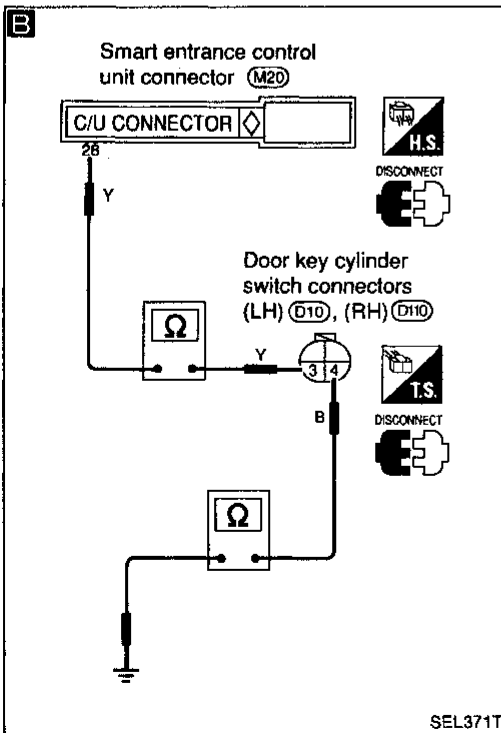 B
Smart entrance control
unit connector (M20)
C/U CONNECTOR
26
H.S.
DISCONNECT
Y
Door key cylinder
switch connectors
(LH) (D10), (RH) (D110)
Ω
Y
3 4
T.S.
DISCONNECT
B
Ω
SEL371T